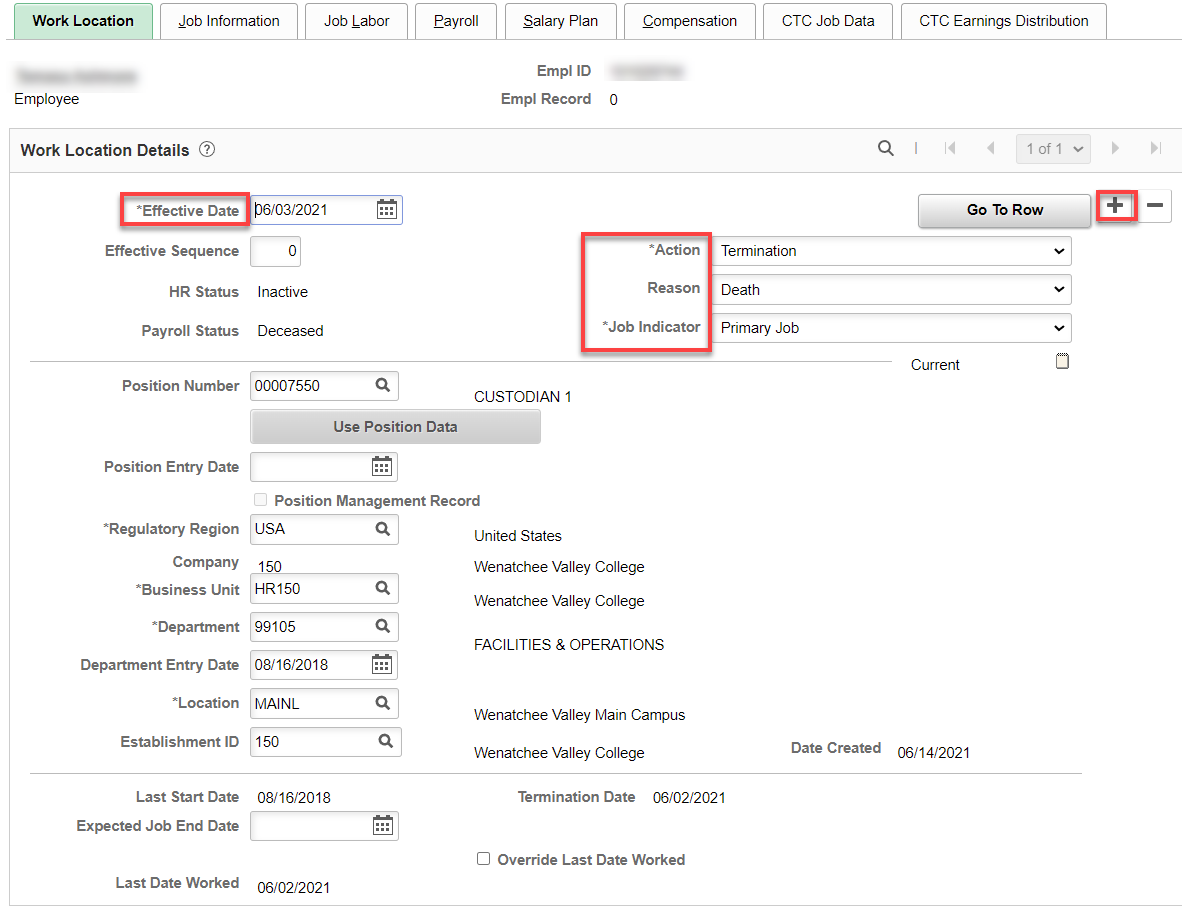 Work Location Job Information Job Labor Payroll Salary Plan Compensation CTC Job Data CTC Earnings Distribution
Empl ID
Employee Empl Record 0
Work Location Details ? 1 of 1
*Effective Date 06/03/2021 Go To Row
Effective Sequence 0 *Action Termination
HR Status Inactive Reason Death
Payroll Status Deceased *Job Indicator Primary Job
Current
Position Number 00007550 CUSTODIAN 1
Use Position Data
Position Entry Date
Position Management Record
*Regulatory Region USA United States
Company 150 Wenatchee Valley College
*Business Unit HR150 Wenatchee Valley College
*Department 99105 FACILITIES & OPERATIONS
Department Entry Date 08/16/2018
*Location MAINL Wenatchee Valley Main Campus
Establishment ID 150 Wenatchee Valley College Date Created 06/14/2021
Last Start Date 08/16/2018 Termination Date 06/02/2021
Expected Job End Date
Override Last Date Worked
Last Date Worked 06/02/2021